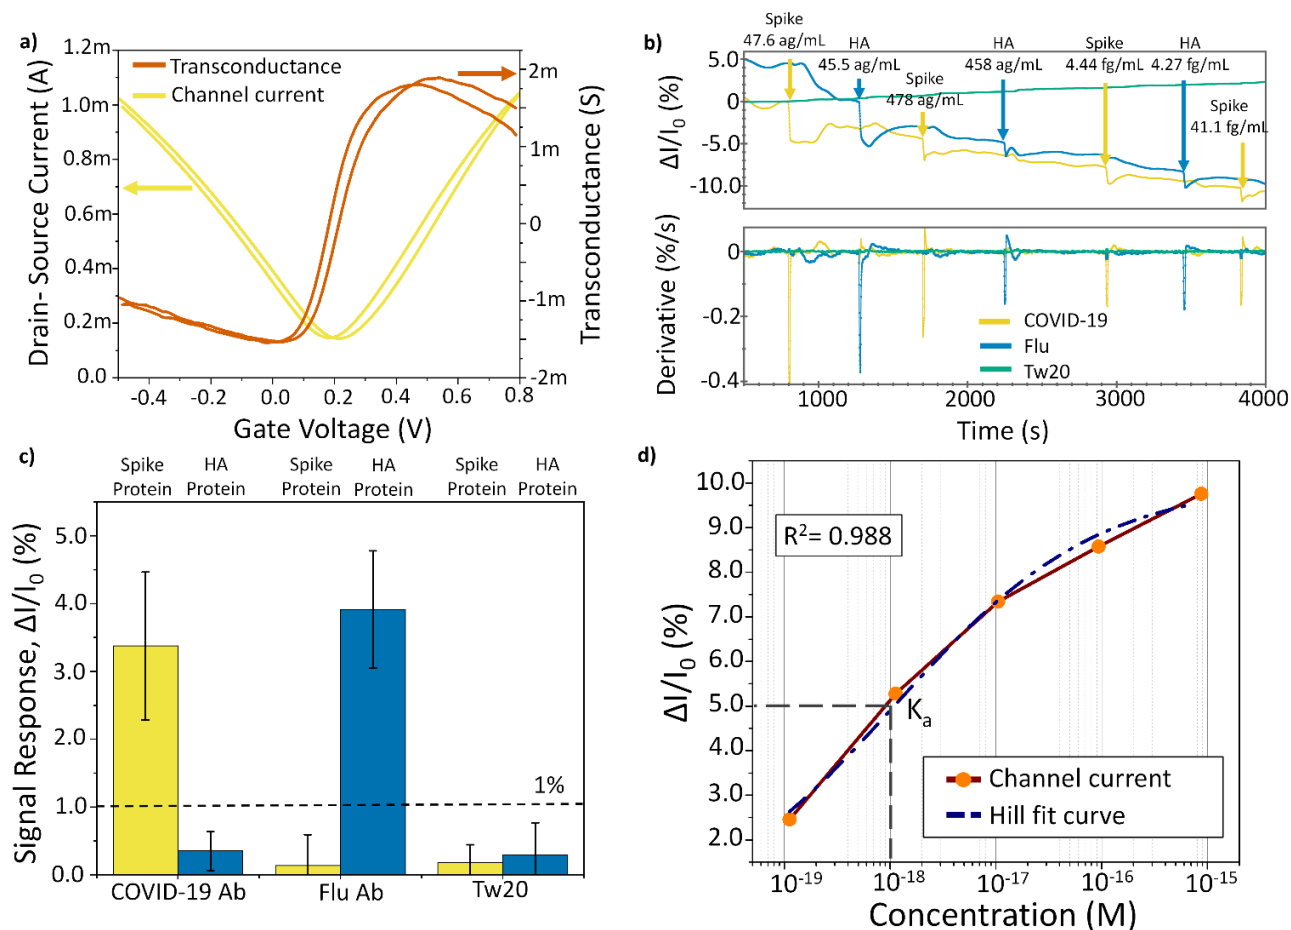 a)
Drain- Source Current (A)
1.2m
1.0m
0.8m
0.6m
0.4m
0.2m
0.0
Transconductance
Channel current
2m
1m
0
-1m
-2m
Transconductance (S)
-0.4
-0.2
0.0
0.2
0.4
0.6
0.8
Gate Voltage (V)
b)
Spike
47.6 ag/mL
HA
45.5 ag/mL
Spike
478 ag/mL
HA
458 ag/mL
Spike
4.44 fg/mL
HA
4.27 fg/mL
Spike
41.1 fg/mL
ΔI/I₀ (%)
5.0
0
-5.0
-10.0
Derivative (%/s)
0
-0.2
-0.4
COVID-19
Flu
Tw20
1000
2000
3000
4000
Time (s)
c)
Spike
Protein
HA
Protein
Spike
Protein
HA
Protein
Spike
Protein
HA
Protein
Signal Response, ΔI/I₀ (%)
5.0
4.0
3.0
2.0
1.0
0.0
1%
COVID-19 Ab
Flu Ab
Tw20
d)
ΔI/I₀ (%)
10.0
9.0
8.0
7.0
6.0
5.0
4.0
3.0
2.0
R²= 0.988
Kₐ
Channel current
Hill fit curve
10⁻¹⁹
10⁻¹⁸
10⁻¹⁷
10⁻¹⁶
10⁻¹⁵
Concentration (M)